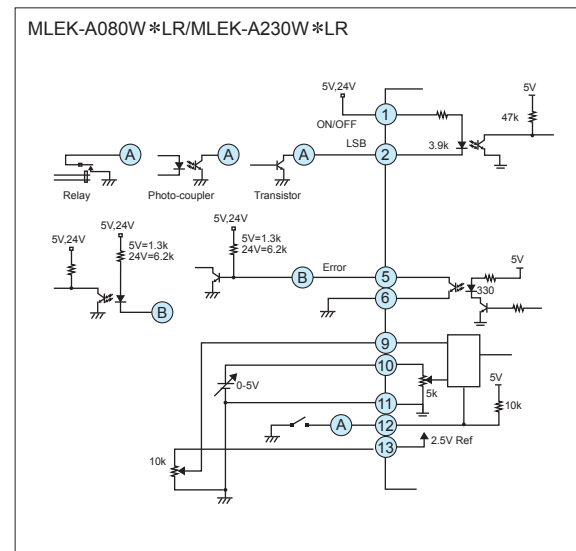 MLEK-A080W*LR/MLEK-A230W*LR
5V,24V
ON/OFF
1
5V
47k
LSB
2
3.9k
A
A
A
Relay
Photo-coupler
Transistor
5V,24V
5V,24V
5V=1.3k
24V=6.2k
B
5V,24V
5V=1.3k
24V=6.2k
B
Error
5
6
5V
330
9
10
0-5V
5k
5V
10k
11
A
12
13
2.5V Ref
10k